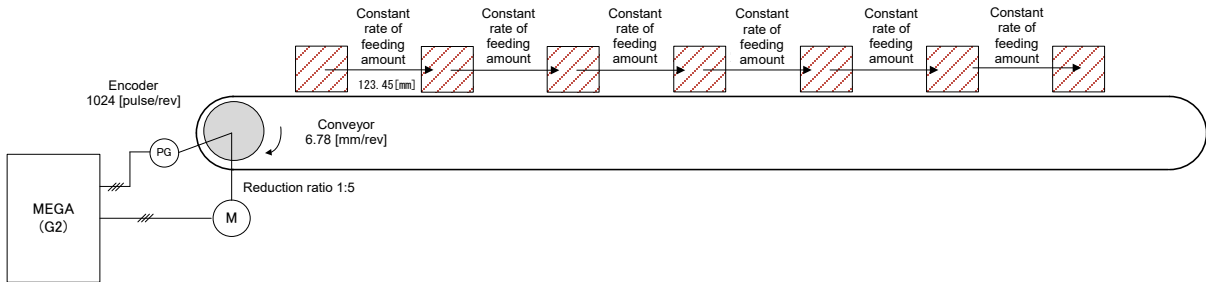 Constant
rate of
feeding
amount
Constant
rate of
feeding
amount
Constant
rate of
feeding
amount
Constant
rate of
feeding
amount
Constant
rate of
feeding
amount
Constant
rate of
feeding
amount
123.45[mm]
Encoder
1024 [pulse/rev]
Conveyor
6.78 [mm/rev]
PG
Reduction ratio 1:5
MEGA
(G2)
M